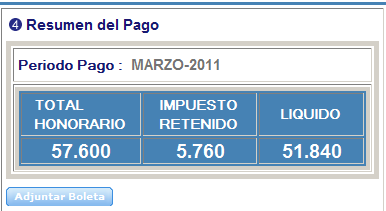 4 Resumen del Pago
Periodo Pago : MARZO-2011
TOTAL HONORARIO IMPUESTO RETENIDO LIQUIDO
57.600 5.760 51.840
Adjuntar Boleta